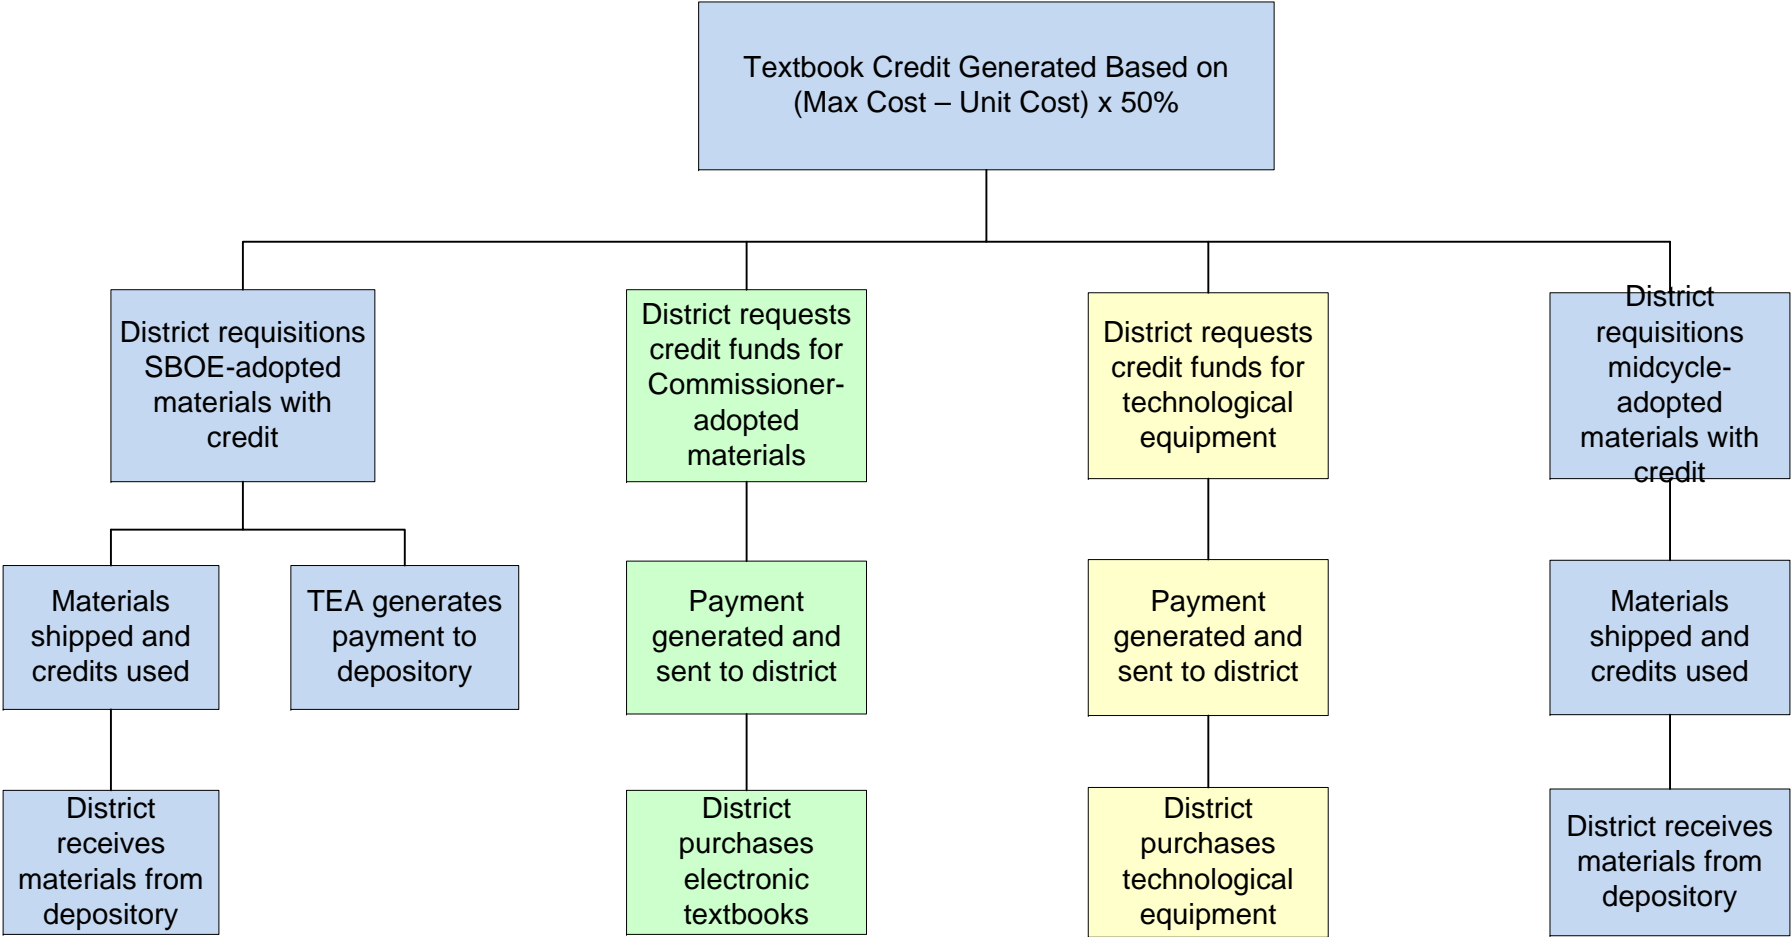 Textbook Credit Generated Based on
(Max Cost – Unit Cost) x 50%
District requisitions
SBOE-adopted
materials with
credit
District requests
credit funds for
Commissioner-
adopted
materials
District requests
credit funds for
technological
equipment
District
requisitions
midcycle-
adopted
materials with
credit
Materials
shipped and
credits used
TEA generates
payment to
depository
Payment
generated and
sent to district
Payment
generated and
sent to district
Materials
shipped and
credits used
District
receives
materials from
depository
District
purchases
electronic
textbooks
District
purchases
technological
equipment
District receives
materials from
depository